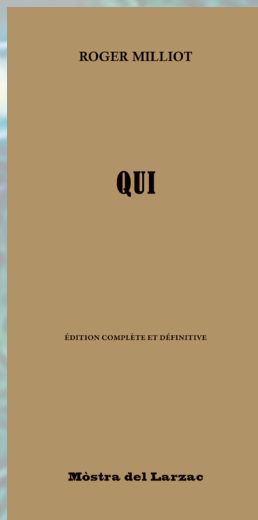 ROGER MILLIOT
QUI
ÉDITION COMPLÈTE ET DÉFINITIVE
Mòstra del Larzac